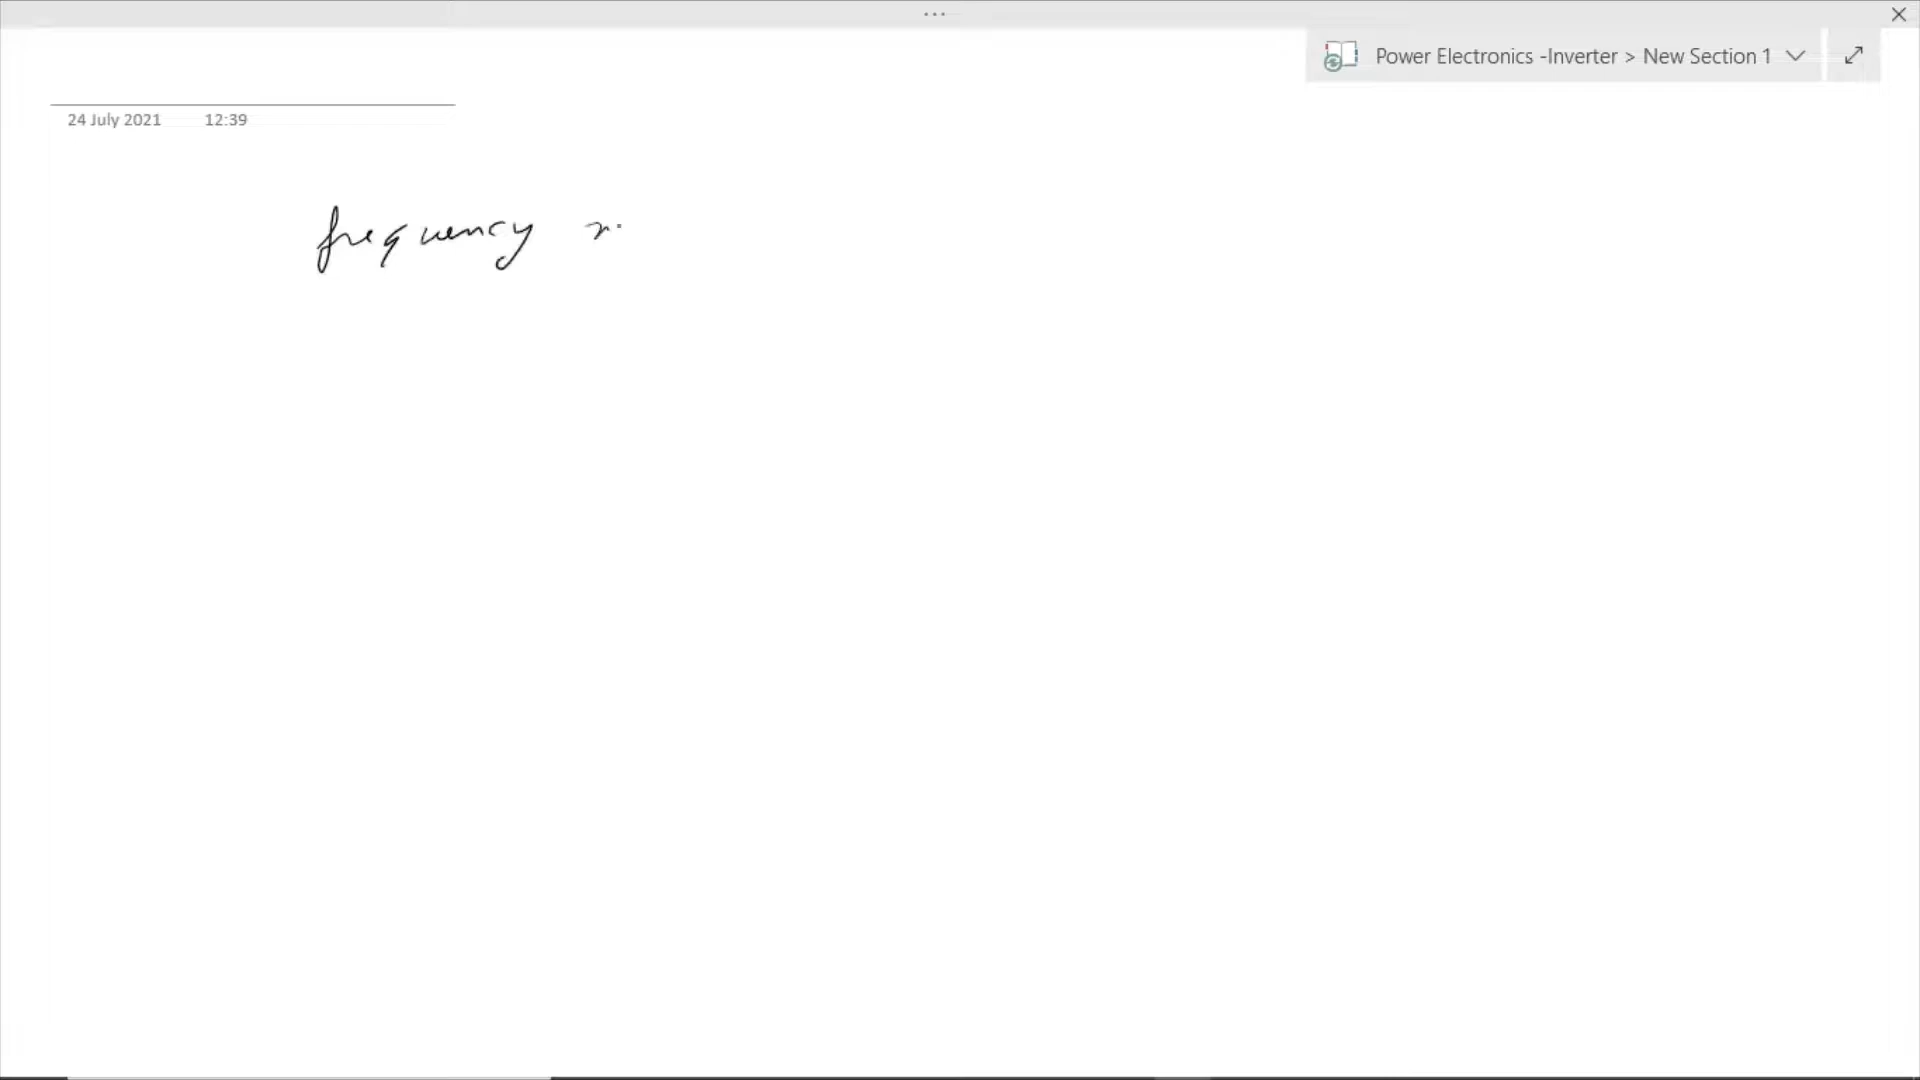 Power Electronics -Inverter > New Section 1
24 July 2021 12:39
frequency